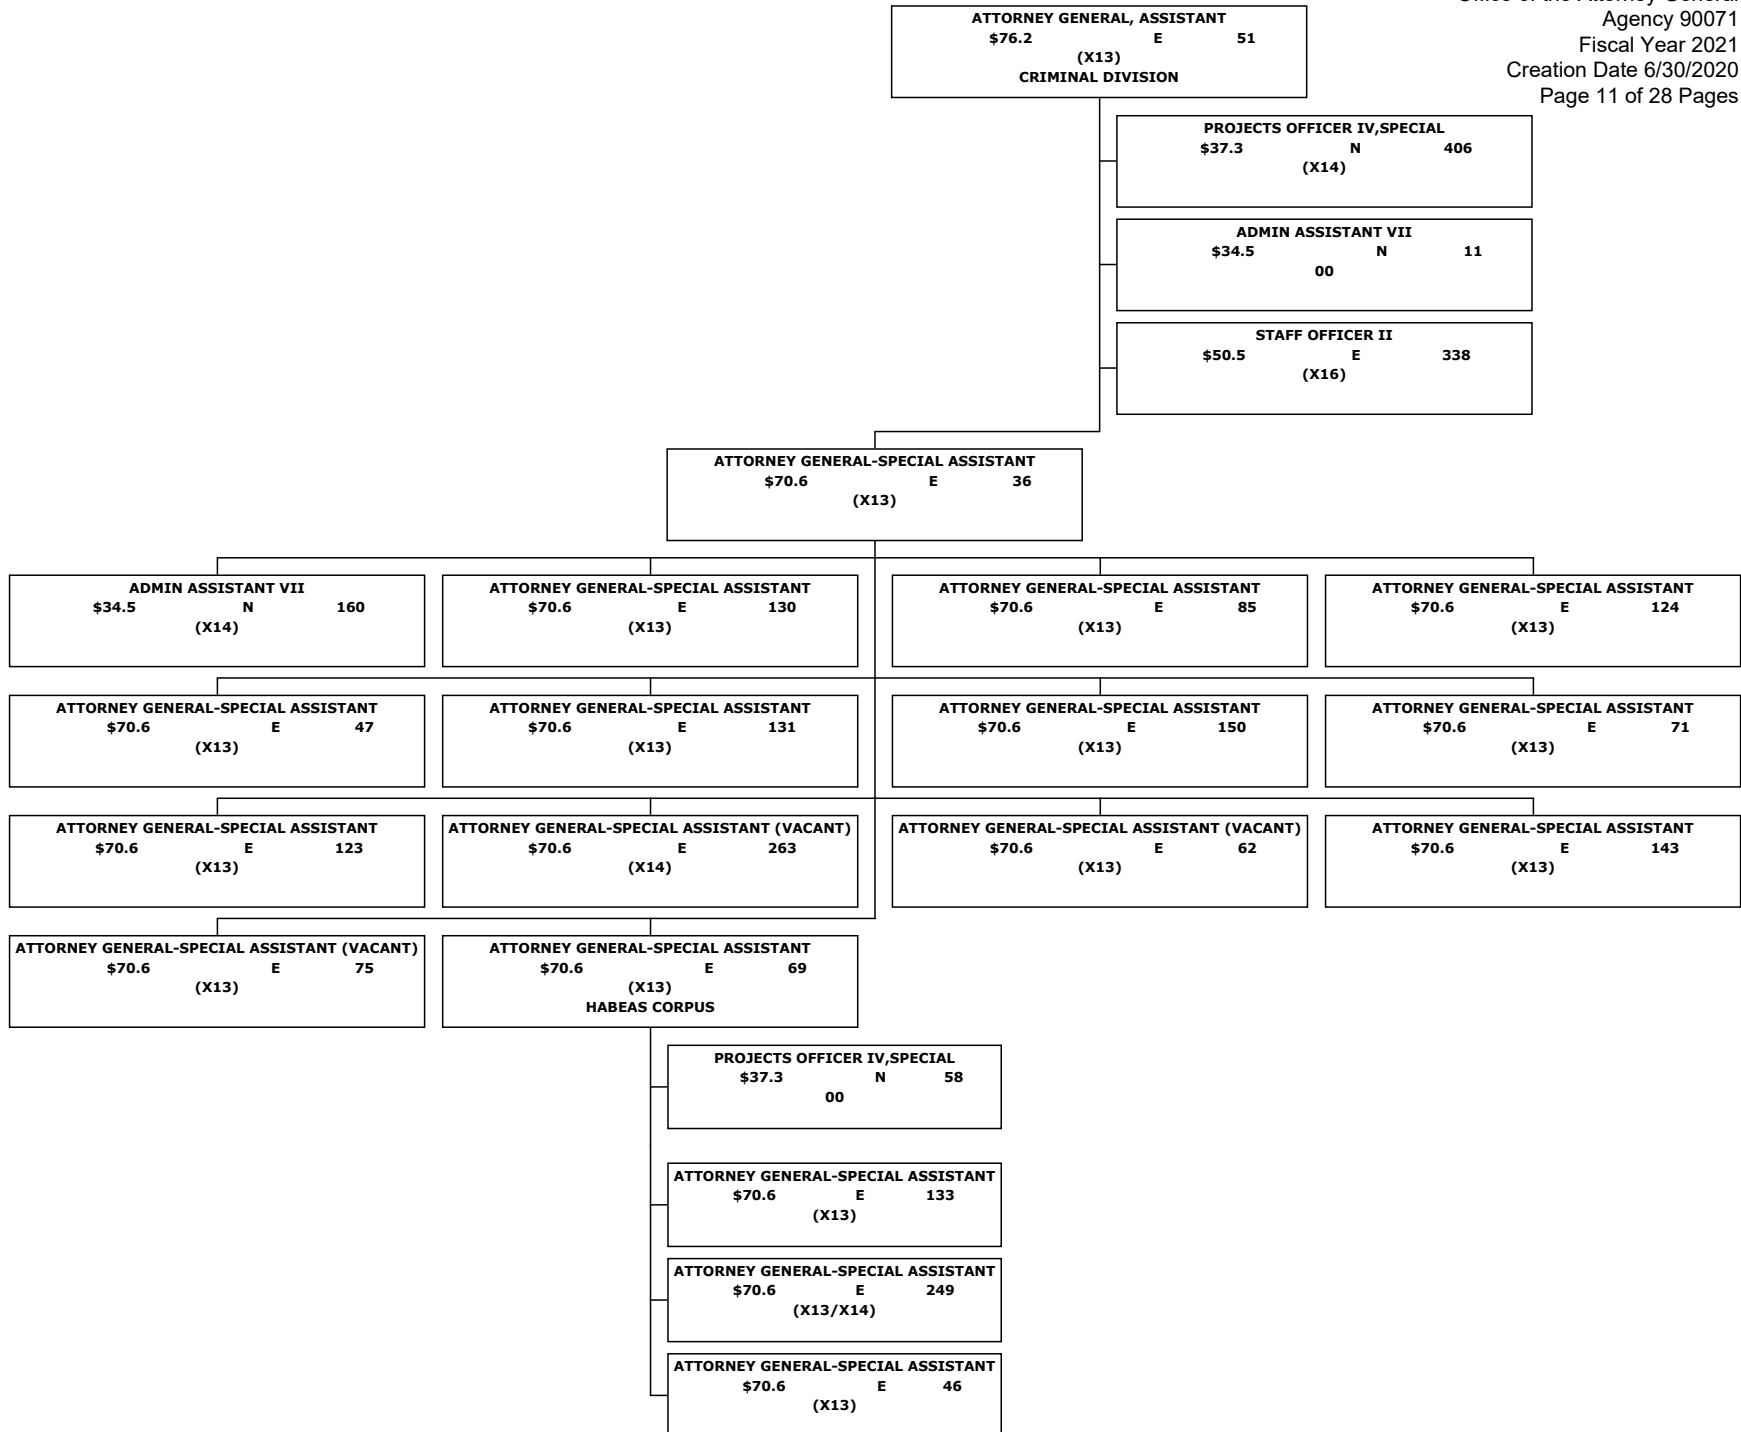 Agency 90071
Fiscal Year 2021
Creation Date 6/30/2020
Page 11 of 28 Pages
ATTORNEY GENERAL, ASSISTANT
$76.2 E 51
(X13)
CRIMINAL DIVISION
PROJECTS OFFICER IV,SPECIAL
$37.3 N 406
(X14)
ADMIN ASSISTANT VII
$34.5 N 11
00
STAFF OFFICER II
$50.5 E 338
(X16)
ATTORNEY GENERAL-SPECIAL ASSISTANT
$70.6 E 36
(X13)
ADMIN ASSISTANT VII
$34.5 N 160
(X14)
ATTORNEY GENERAL-SPECIAL ASSISTANT
$70.6 E 130
(X13)
ATTORNEY GENERAL-SPECIAL ASSISTANT
$70.6 E 85
(X13)
ATTORNEY GENERAL-SPECIAL ASSISTANT
$70.6 E 124
(X13)
ATTORNEY GENERAL-SPECIAL ASSISTANT
$70.6 E 47
(X13)
ATTORNEY GENERAL-SPECIAL ASSISTANT
$70.6 E 131
(X13)
ATTORNEY GENERAL-SPECIAL ASSISTANT
$70.6 E 150
(X13)
ATTORNEY GENERAL-SPECIAL ASSISTANT
$70.6 E 71
(X13)
ATTORNEY GENERAL-SPECIAL ASSISTANT
$70.6 E 123
(X13)
ATTORNEY GENERAL-SPECIAL ASSISTANT (VACANT)
$70.6 E 263
(X14)
ATTORNEY GENERAL-SPECIAL ASSISTANT (VACANT)
$70.6 E 62
(X13)
ATTORNEY GENERAL-SPECIAL ASSISTANT
$70.6 E 143
(X13)
ATTORNEY GENERAL-SPECIAL ASSISTANT (VACANT)
$70.6 E 75
(X13)
ATTORNEY GENERAL-SPECIAL ASSISTANT
$70.6 E 69
(X13)
HABEAS CORPUS
PROJECTS OFFICER IV,SPECIAL
$37.3 N 58
00
ATTORNEY GENERAL-SPECIAL ASSISTANT
$70.6 E 133
(X13)
ATTORNEY GENERAL-SPECIAL ASSISTANT
$70.6 E 249
(X13/X14)
ATTORNEY GENERAL-SPECIAL ASSISTANT
$70.6 E 46
(X13)